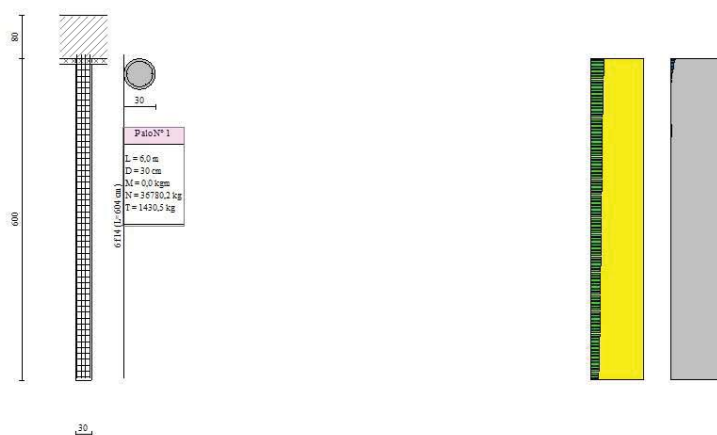 80
30
Palo N° 1
L = 6,0 m
D = 30 cm
M = 0,0 kgm
N = 36780,2 kg
T = 1430,5 kg
600
6 f 14 (L=604 cm)
30